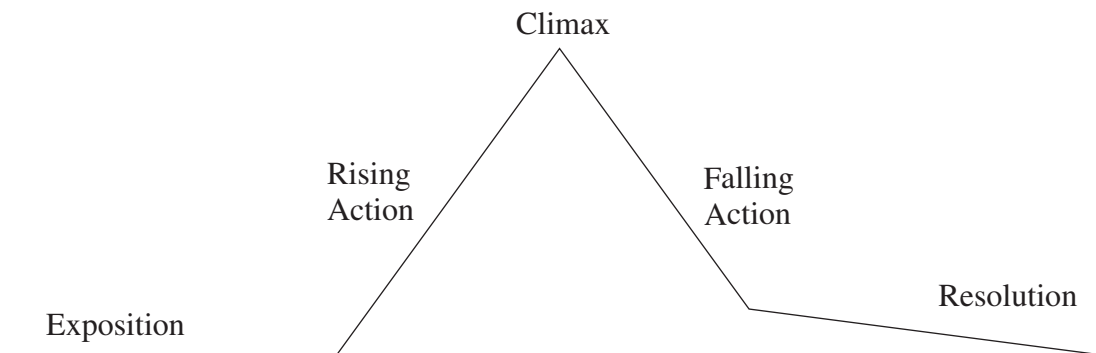 Climax
Rising
Action
Falling
Action
Resolution
Exposition